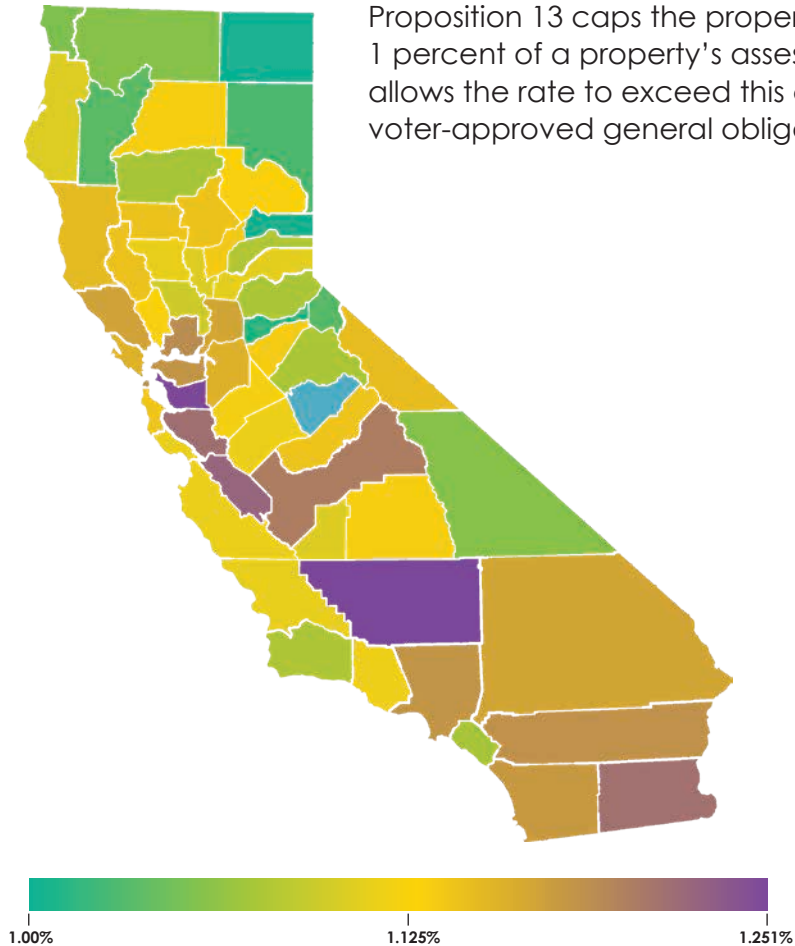 Proposition 13 caps the proper
1 percent of a property's asses
allows the rate to exceed this
voter-approved general oblig
1.00%
1.125%
1.251%